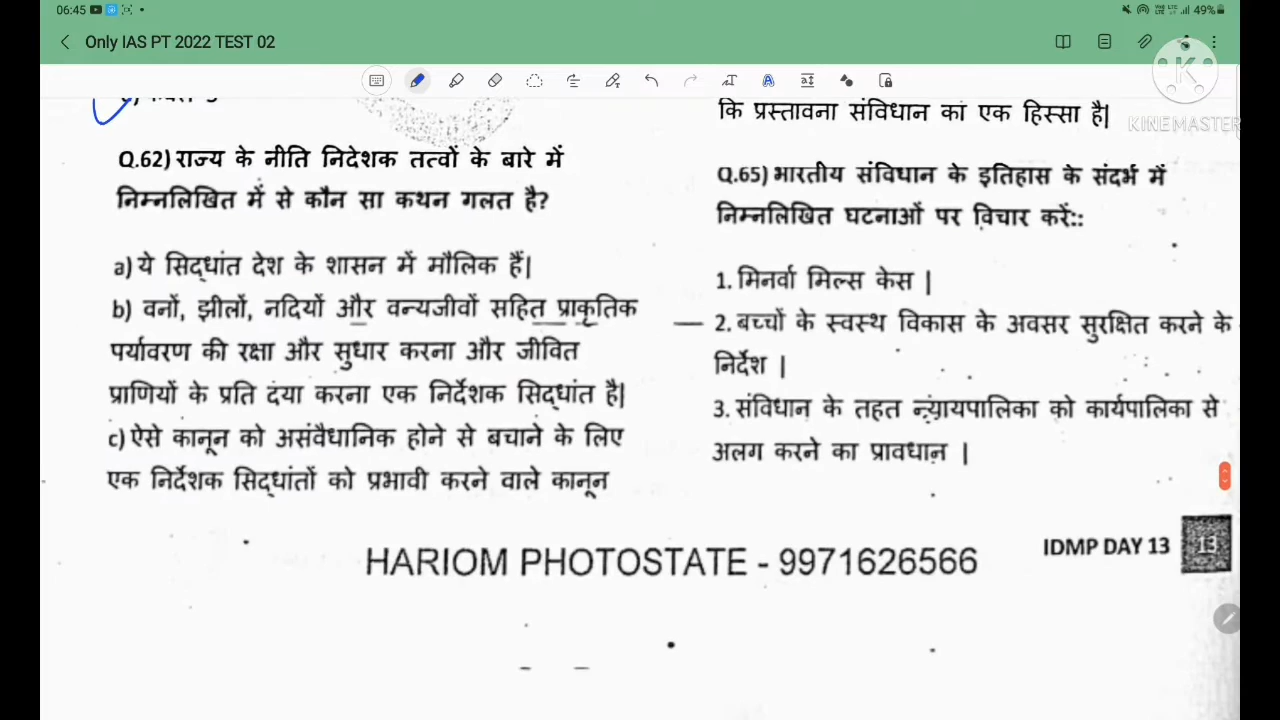 06:45
49%
Only IAS PT 2022 TEST 02
KINEMASTER
Q.62) राज्य के नीति निदेशक तत्वों के बारे में
निम्नलिखित में से कौन सा कथन गलत है?
a) ये सिद्धांत देश के शासन में मौलिक हैं|
b) वनों, झीलों, नदियों और वन्यजीवों सहित प्राकृतिक
पर्यावरण की रक्षा और सुधार करना और जीवित
प्राणियों के प्रति दया करना एक निर्देशक सिद्धांत है|
c) ऐसे कानून को असंवैधानिक होने से बचाने के लिए
एक निर्देशक सिद्धांतों को प्रभावी करने वाले कानून
कि प्रस्तावना संविधान का एक हिस्सा है|
Q.65) भारतीय संविधान के इतिहास के संदर्भ में
निम्नलिखित घटनाओं पर विचार करें::
1. मिनर्वा मिल्स केस |
2. बच्चों के स्वस्थ विकास के अवसर सुरक्षित करने के
निर्देश |
3. संविधान के तहत न्यायपालिका को कार्यपालिका से
अलग करने का प्रावधान |
HARIOM PHOTOSTATE - 9971626566
IDMP DAY 13
13